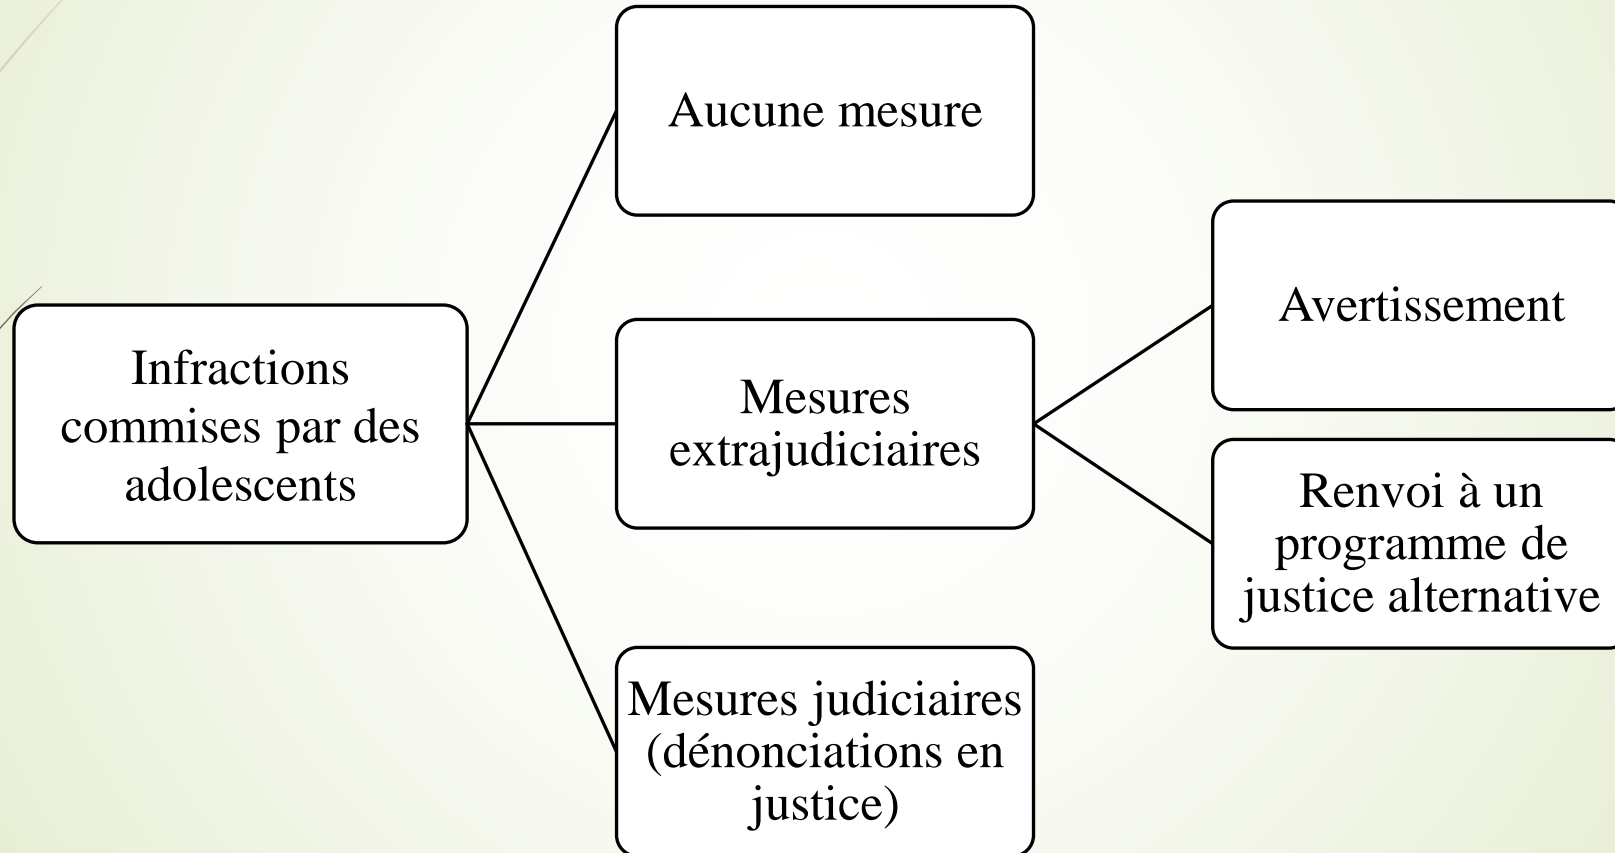 Infractions
commises par des
adolescents
Aucune mesure
Mesures
extrajudiciaires
Mesures judiciaires
(dénonciations en
justice)
Avertissement
Renvoi à un
programme de
justice alternative